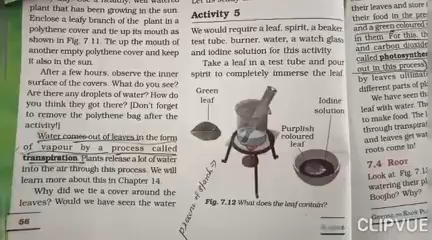 plant that has been growing in the sun.
Enclose a leafy branch of the plant in a
polythene cover and tie up its mouth as
shown in Fig. 7.11. Tie up the mouth of
another empty polythene cover and keep
it also in the sun.
After a few hours, observe the inner
surface of the covers. What do you see?
Are there any droplets of water? How do
you think they got there? [Don't forget
to remove the polythene bag after the
activity!]
Water comes out of leaves in the form
of vapour by a process called
transpiration. Plants release a lot of water
into the air through this process. We will
learn more about this in Chapter 14.
Why did we tie a cover around the
leaves? Would we have seen the water
56
Activity 5
We would require a leaf, spirit, a beaker,
test tube, burner, water, a watch glass
and iodine solution for this activity.
Take a leaf in a test tube and pour
spirit to completely immerse the leaf.
Green
leaf
Iodine
solution
Purplish
coloured
leaf
Fig. 7.12 What does the leaf contain?
their leaves and store
their food in the pre
and a green coloured
in them. For this, th
and carbon dioxid
called photosynthe
out in this process)
by leaves ultimat
different parts of pl
We have seen th
leaf with water. The
to make the food. The l
through transpirat
and leaves get wat
roots come in!
7.4 Root
Look at Fig. 7.13
watering their pl
Boojho? Why?
MADE ON
CLIPVUE